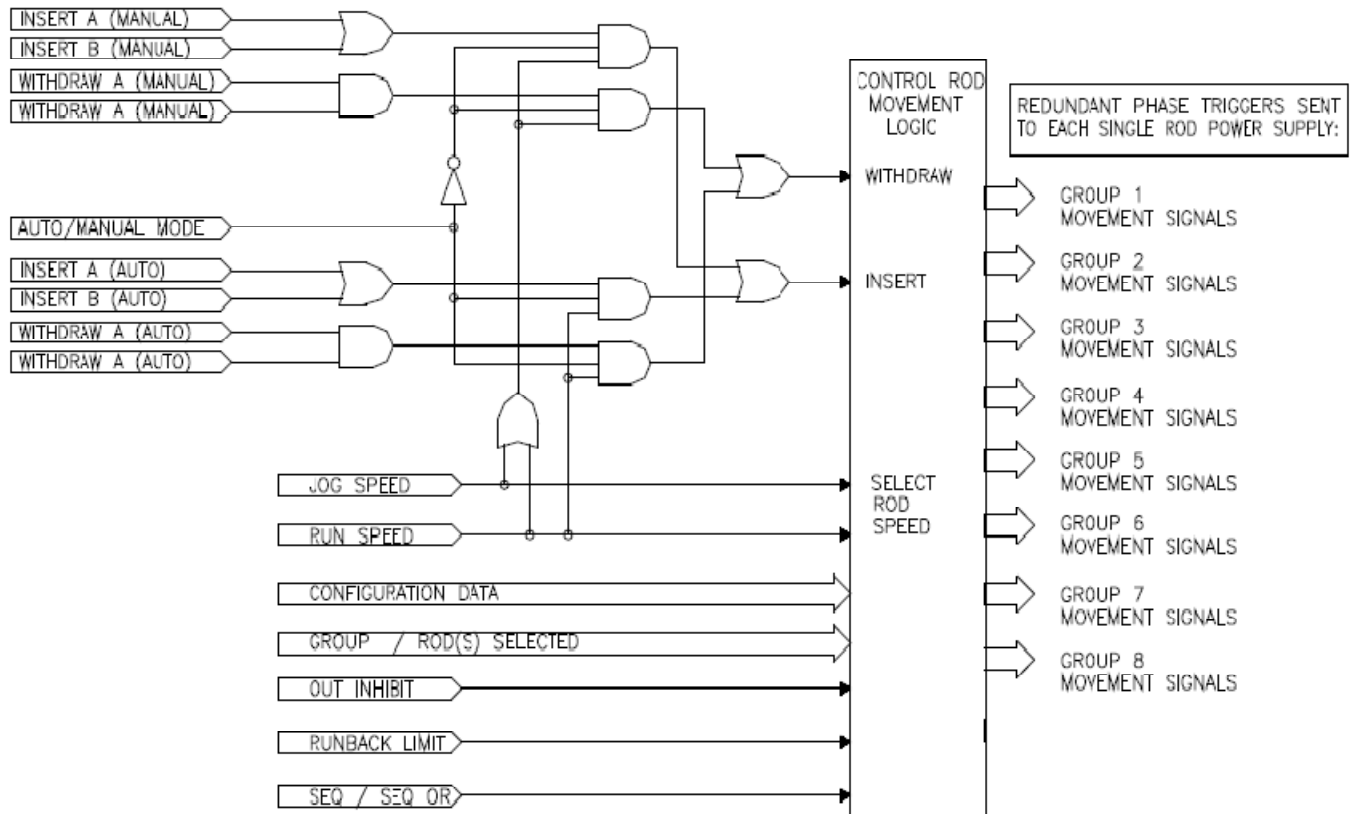 INSERT A (MANUAL)
INSERT B (MANUAL)
WITHDRAW A (MANUAL)
WITHDRAW A (MANUAL)
AUTO/MANUAL MODE
INSERT A (AUTO)
INSERT B (AUTO)
WITHDRAW A (AUTO)
WITHDRAW A (AUTO)
JOG SPEED
RUN SPEED
CONFIGURATION DATA
GROUP / ROD(S) SELECTED
OUT INHIBIT
RUNBACK LIMIT
SEQ / SEQ OR
CONTROL ROD
MOVEMENT
LOGIC
WITHDRAW
INSERT
SELECT
ROD
SPEED
REDUNDANT PHASE TRIGGERS SENT
TO EACH SINGLE ROD POWER SUPPLY:
GROUP 1
MOVEMENT SIGNALS
GROUP 2
MOVEMENT SIGNALS
GROUP 3
MOVEMENT SIGNALS
GROUP 4
MOVEMENT SIGNALS
GROUP 5
MOVEMENT SIGNALS
GROUP 6
MOVEMENT SIGNALS
GROUP 7
MOVEMENT SIGNALS
GROUP 8
MOVEMENT SIGNALS